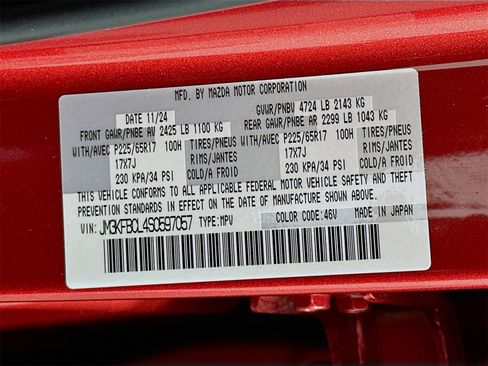 MFD. BY MAZDA MOTOR CORPORATION
DATE 11/24 GVWR/PNBV 4724 LB 2143 KG
FRONT GAWR/PNBE AV 2425 LB 1100 KG REAR GAWR/PNBE AR 2299 LB 1043 KG
WITH/AVEC P225/65R17 100H TIRES/PNEUS WITH/AVEC P225/65R17 100H TIRES/PNEUS
17X7J RIMS/JANTES 17X7J RIMS/JANTES
230 KPA/34 PSI 230 KPA/34 PSI
THIS VEHICLE CONFORMS TO ALL APPLICABLE FEDERAL MOTOR VEHICLE SAFETY AND THEFT
PREVENTION STANDARDS IN EFFECT ON THE DATE OF MANUFACTURE SHOWN ABOVE.
VIN: JM3KFBCL4S0597057 TYPE: MPV COLOR CODE: 46V MADE IN JAPAN